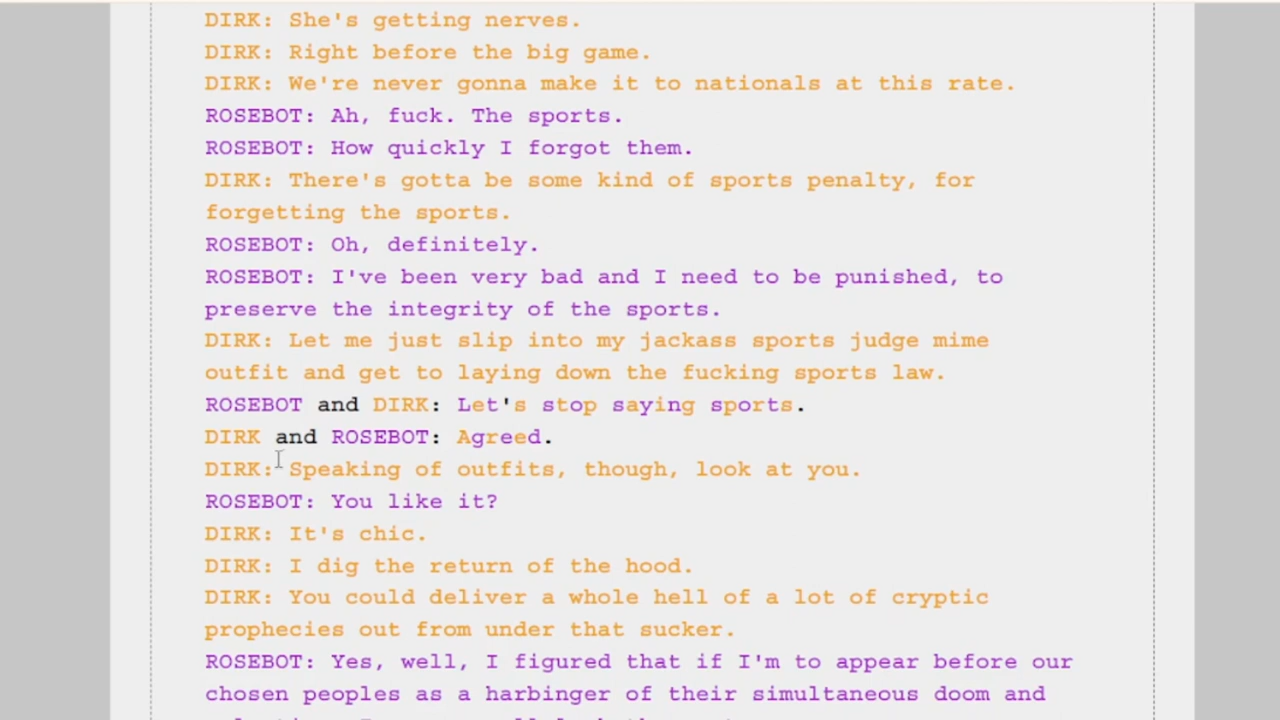 DIRK: She's getting nerves.
DIRK: Right before the big game.
DIRK: We're never gonna make it to nationals at this rate.
ROSEBOT: Ah, fuck. The sports.
ROSEBOT: How quickly I forgot them.
DIRK: There's gotta be some kind of sports penalty, for
forgetting the sports.
ROSEBOT: Oh, definitely.
ROSEBOT: I've been very bad and I need to be punished, to
preserve the integrity of the sports.
DIRK: Let me just slip into my jackass sports judge mime
outfit and get to laying down the fucking sports law.
ROSEBOT and DIRK: Let's stop saying sports.
DIRK and ROSEBOT: Agreed.
DIRK: Speaking of outfits, though, look at you.
ROSEBOT: You like it?
DIRK: It's chic.
DIRK: I dig the return of the hood.
DIRK: You could deliver a whole hell of a lot of cryptic
prophecies out from under that sucker.
ROSEBOT: Yes, well, I figured that if I'm to appear before our
chosen peoples as a harbinger of their simultaneous doom and